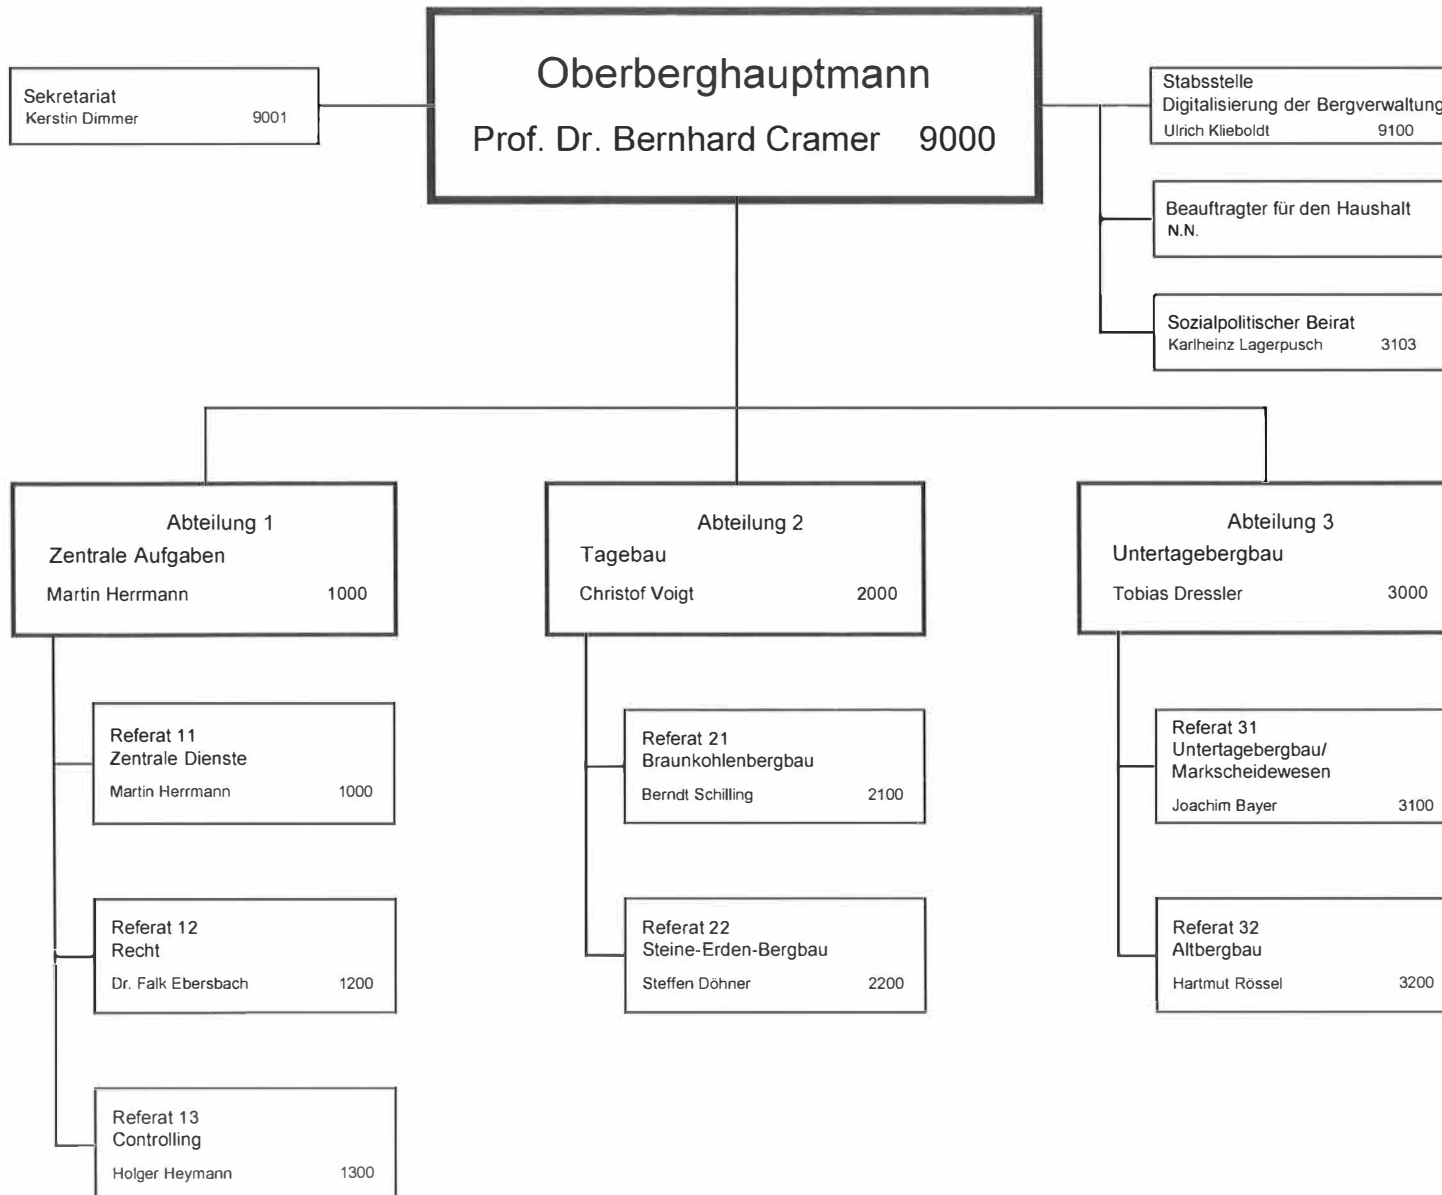 Oberberghauptmann
Prof. Dr. Bernhard Cramer 9000
Sekretariat
Kerstin Dimmer 9001
Stabsstelle
Digitalisierung der Bergverwaltung
Ulrich Klieboldt 9100
Beauftragter für den Haushalt
N.N.
Sozialpolitischer Beirat
Karlheinz Lagerpusch 3103
Abteilung 1
Zentrale Aufgaben
Martin Herrmann 1000
Abteilung 2
Tagebau
Christof Voigt 2000
Abteilung 3
Untertagebergbau
Tobias Dressler 3000
Referat 11
Zentrale Dienste
Martin Herrmann 1000
Referat 21
Braunkohlenbergbau
Berndt Schilling 2100
Referat 31
Untertagebergbau/
Markscheidewesen
Joachim Bayer 3100
Referat 12
Recht
Dr. Falk Ebersbach 1200
Referat 22
Steine-Erden-Bergbau
Steffen Döhner 2200
Referat 32
Altbergbau
Hartmut Rössel 3200
Referat 13
Controlling
Holger Heymann 1300